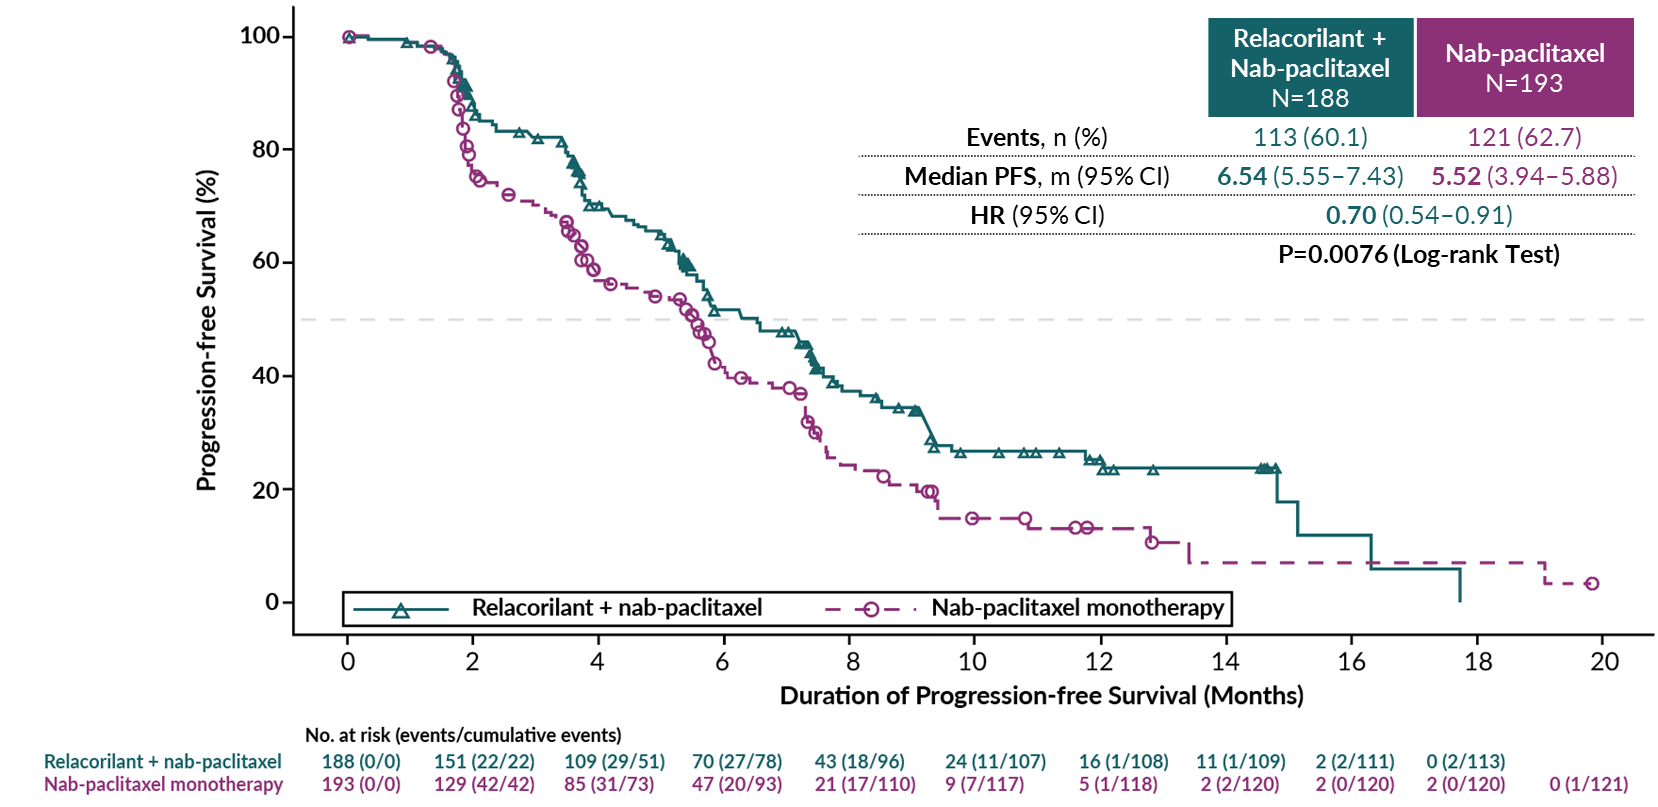 Relacorilant +
Nab-paclitaxel
N=188
Nab-paclitaxel
N=193
Events, n (%) 113 (60.1) 121 (62.7)
Median PFS, m (95% CI) 6.54 (5.55–7.43) 5.52 (3.94–5.88)
HR (95% CI) 0.70 (0.54–0.91)
P=0.0076 (Log-rank Test)
Progression-free Survival (%)
100
80
60
40
20
0
Relacorilant + nab-paclitaxel Nab-paclitaxel monotherapy
0 2 4 6 8 10 12 14 16 18 20
Duration of Progression-free Survival (Months)
No. at risk (events/cumulative events)
Relacorilant + nab-paclitaxel 188 (0/0) 151 (22/22) 109 (29/51) 70 (27/78) 43 (18/96) 24 (11/107) 16 (1/108) 11 (1/109) 2 (2/111) 0 (2/113)
Nab-paclitaxel monotherapy 193 (0/0) 129 (42/42) 85 (31/73) 47 (20/93) 21 (17/110) 9 (7/117) 5 (1/118) 2 (2/120) 2 (0/120) 2 (0/120) 0 (1/121)